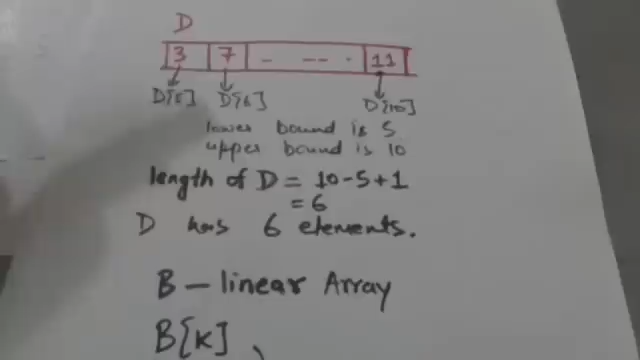 D
3 7 - -- · 11
D[5] D[6] D[10]
lower bound is 5
upper bound is 10
length of D = 10-5+1
= 6
D has 6 elements.
B - linear Array
B[K]